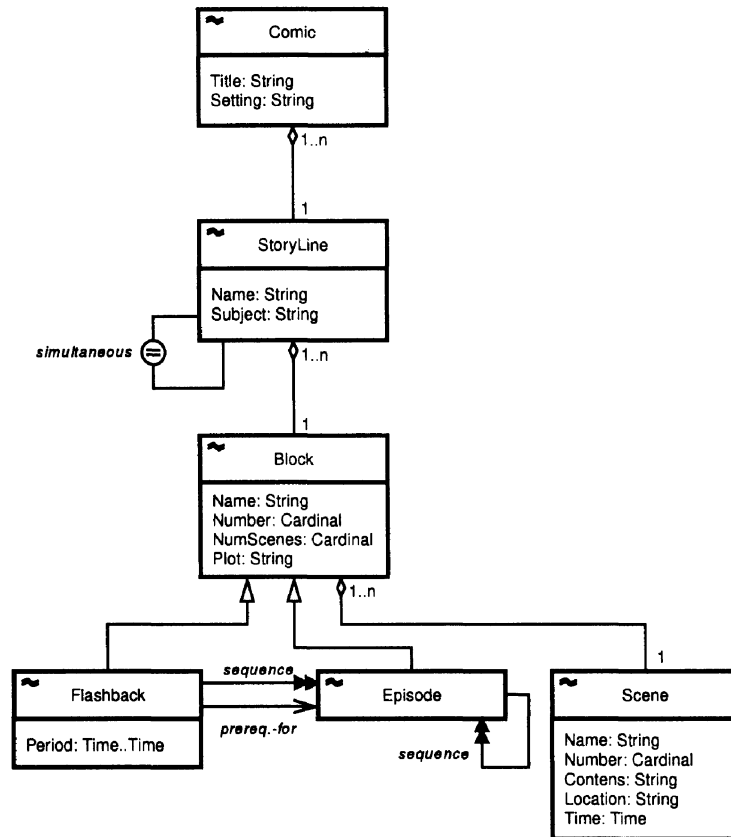 Comic
Title: String
Setting: String
1..n
1
StoryLine
Name: String
Subject: String
simultaneous
1..n
1
Block
Name: String
Number: Cardinal
NumScenes: Cardinal
Plot: String
1..n
1
Flashback
Period: Time..Time
sequence
prereq.-for
Episode
sequence
Scene
Name: String
Number: Cardinal
Contens: String
Location: String
Time: Time